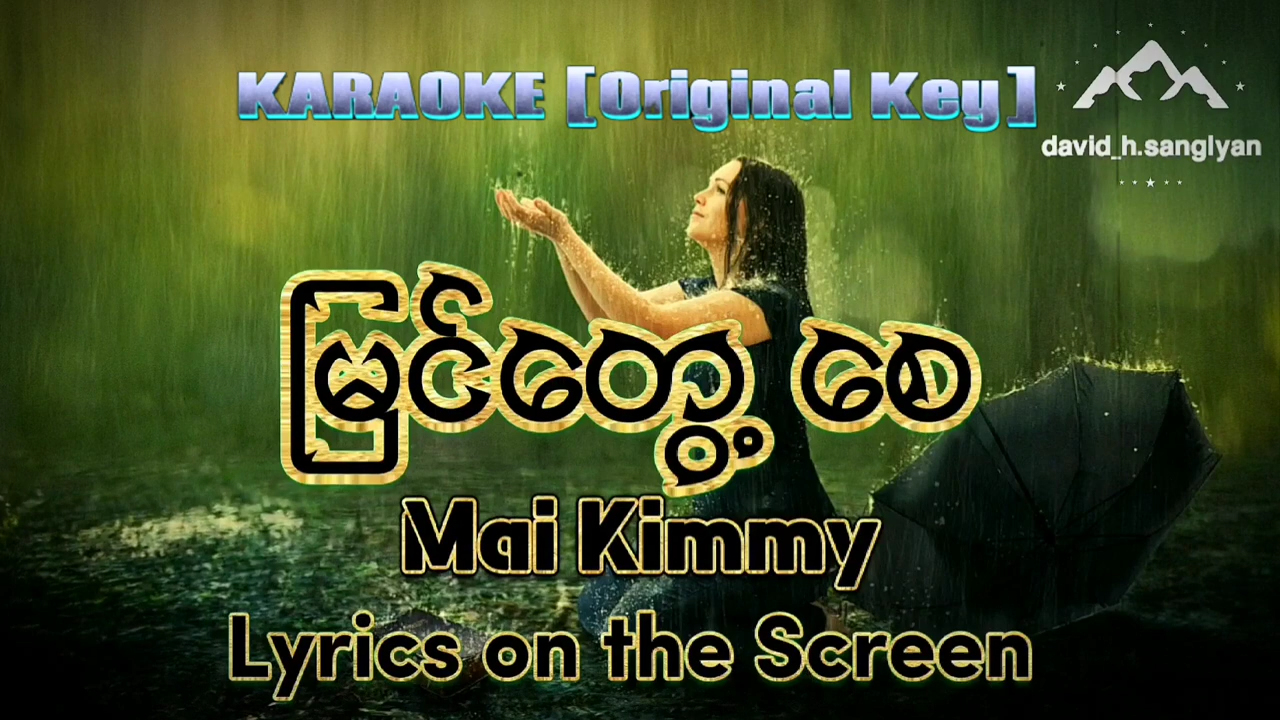 KARAOKE [Original Key]
david_h.sanglyan
မြင်တွေ့ စေ
Mai Kimmy
Lyrics on the Screen